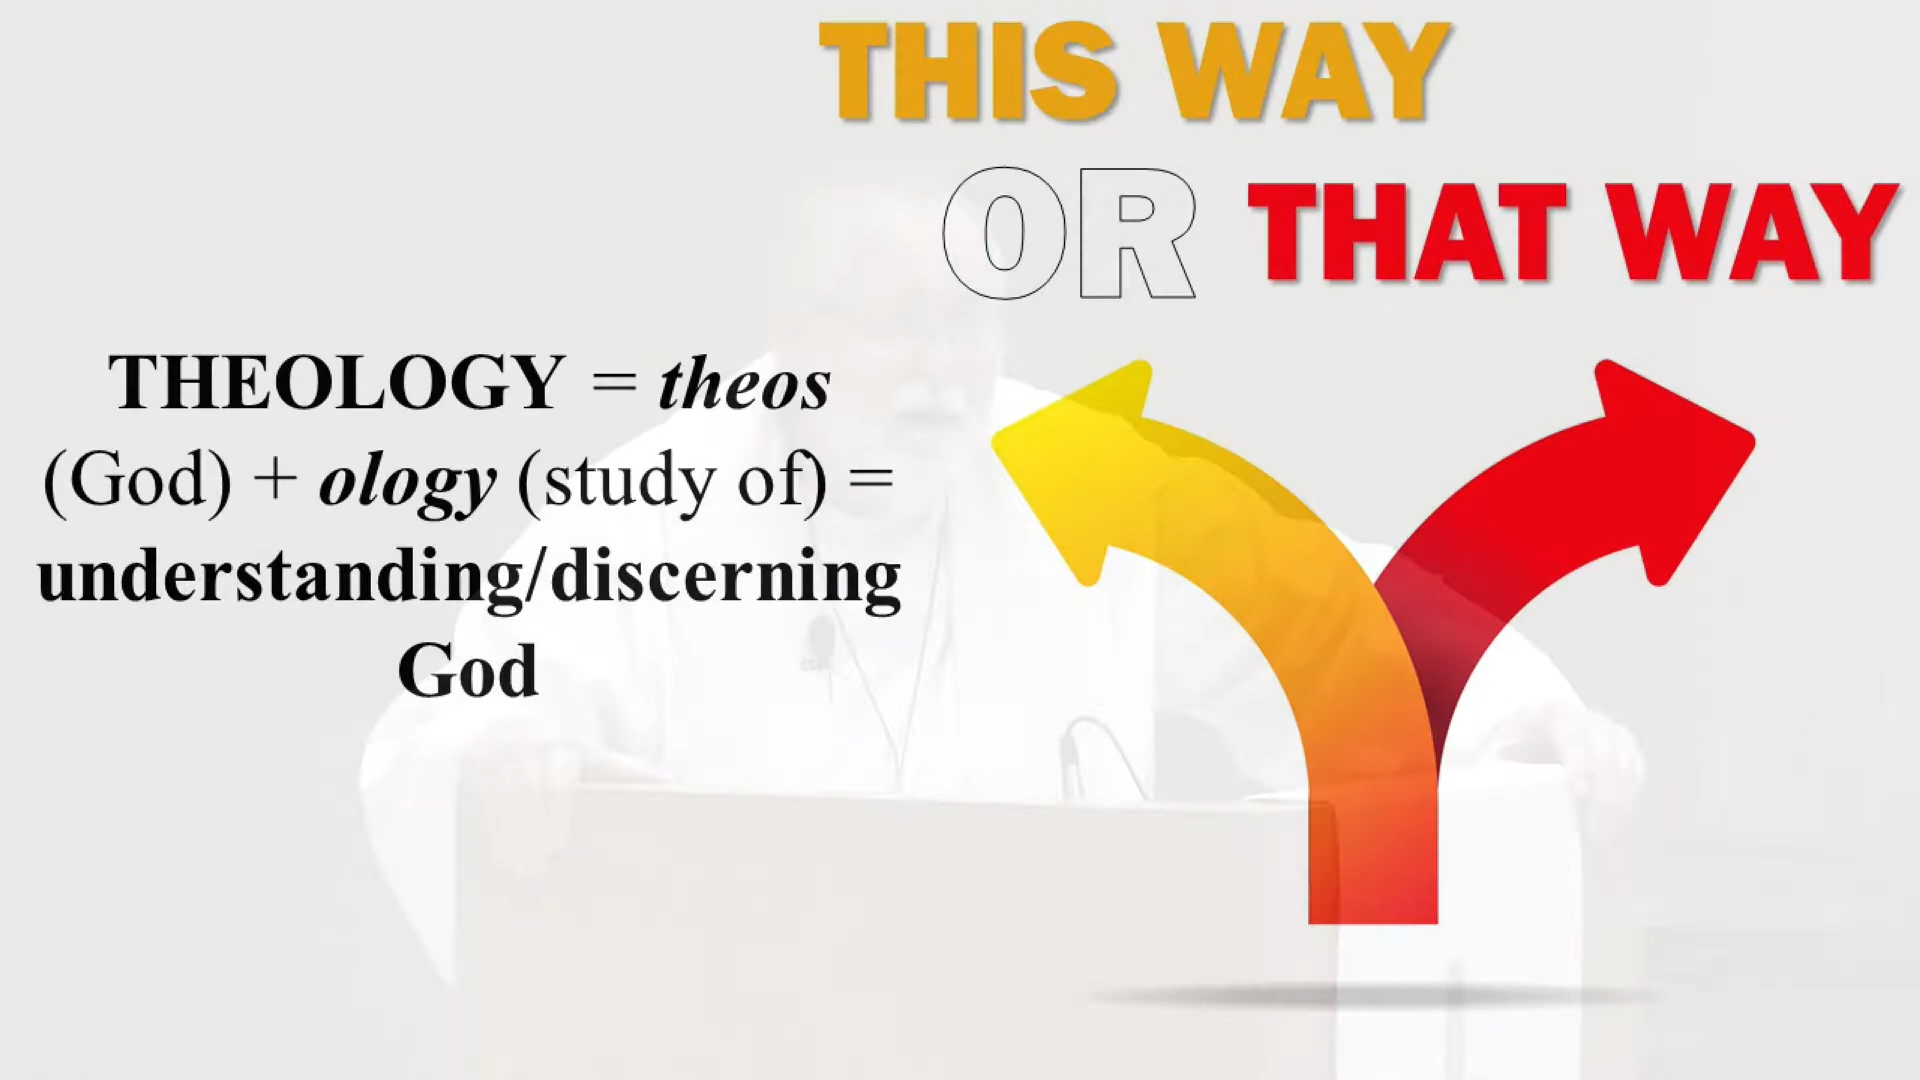 THIS WAY
OR THAT WAY
THEOLOGY = theos
(God) + ology (study of) =
understanding/discerning
God